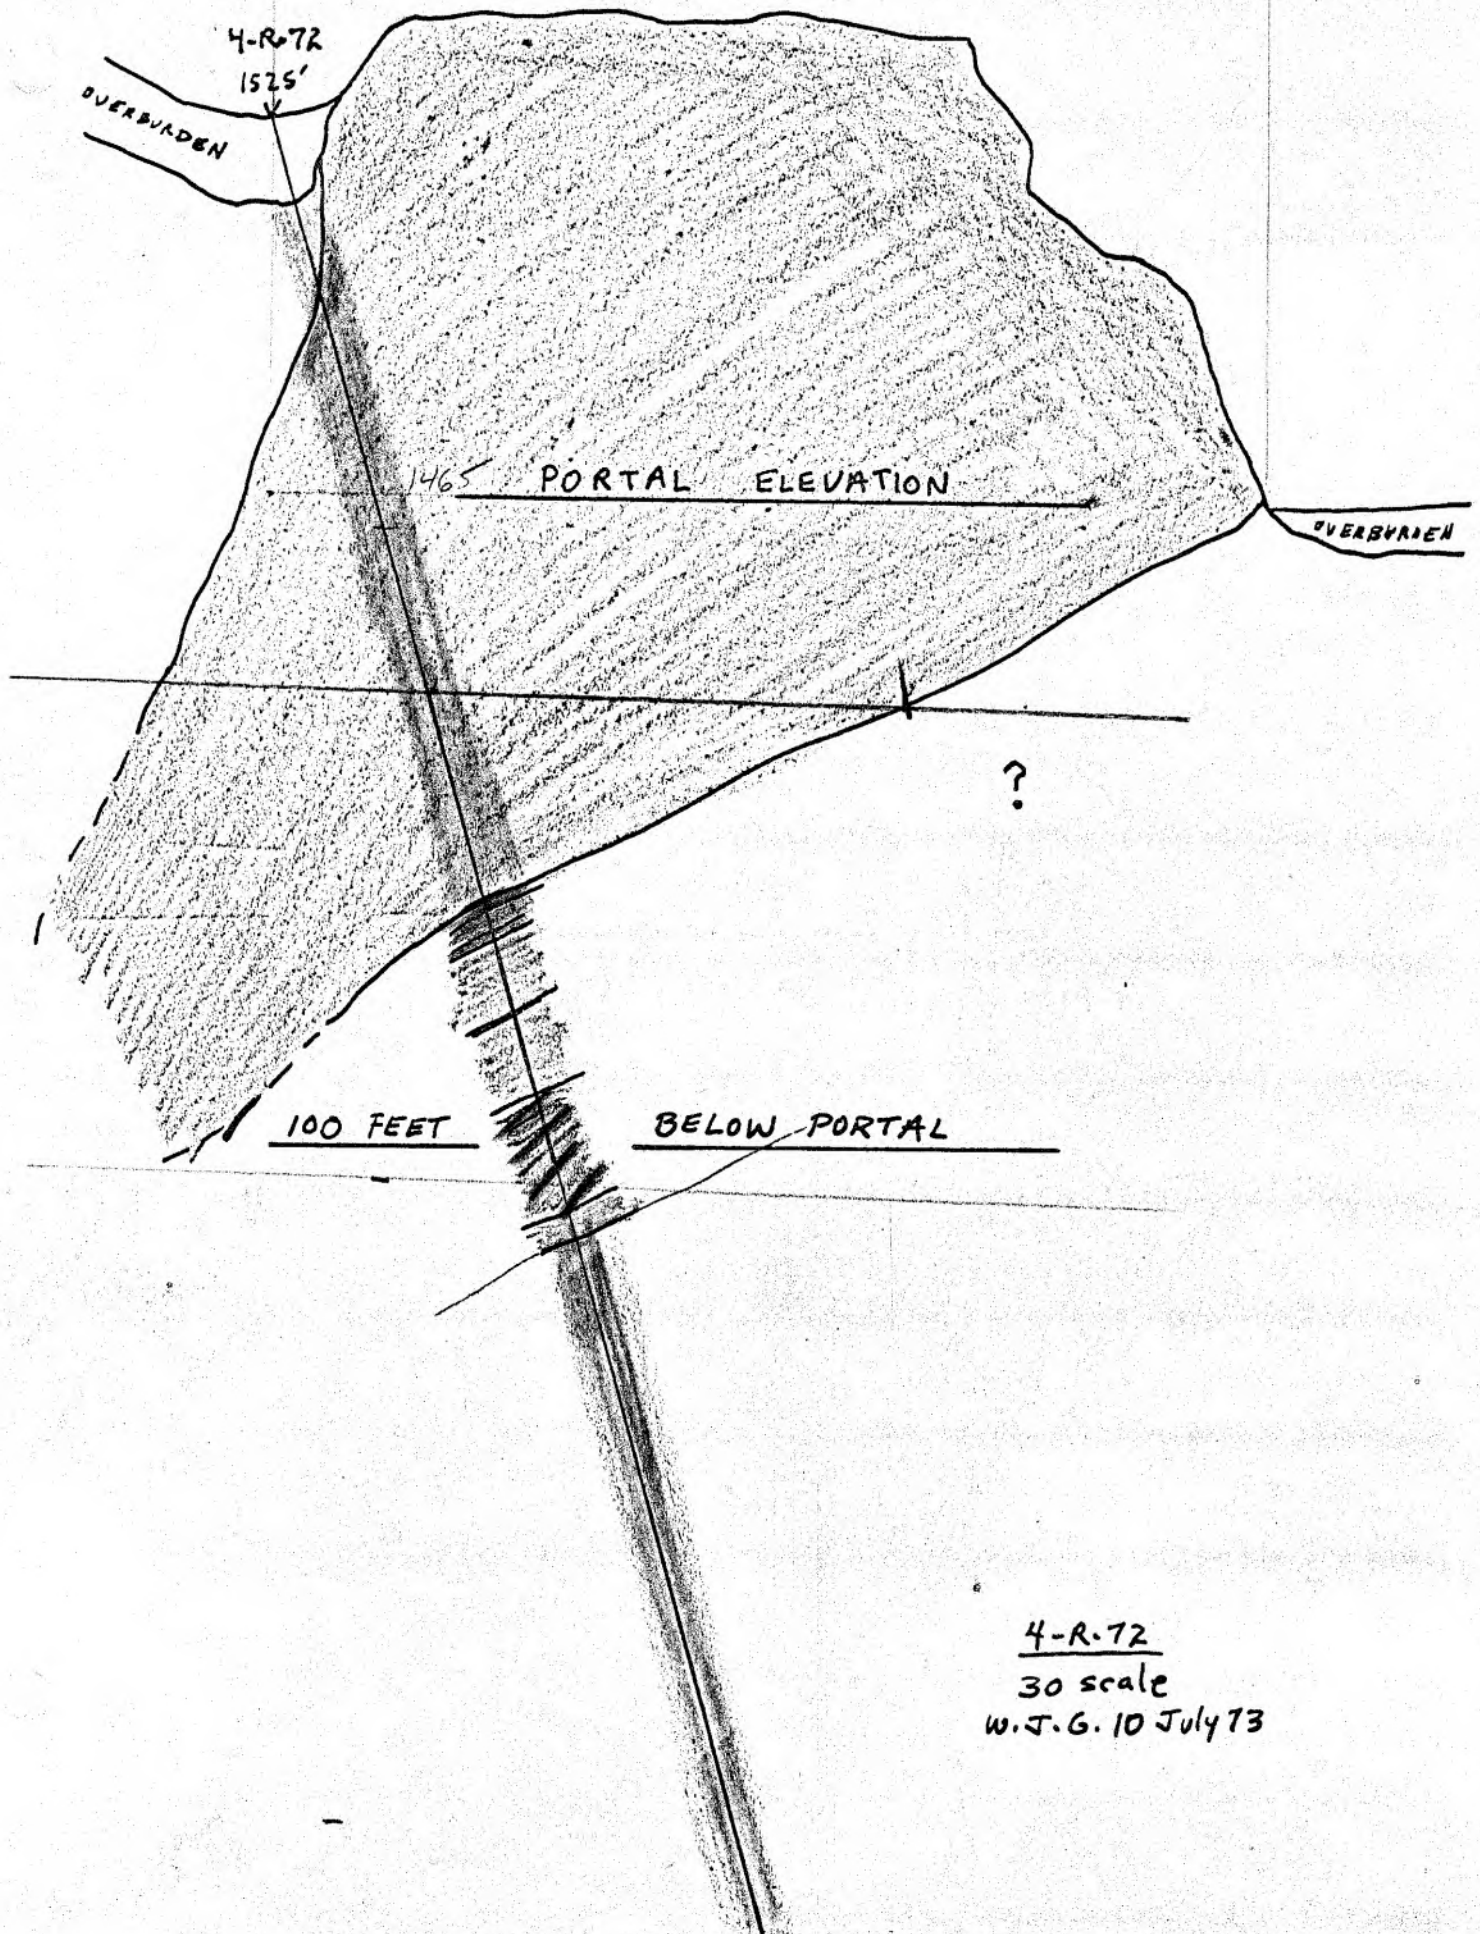 4-R-72
1525'
OVERBURDEN
1465 PORTAL ELEVATION
OVERBURDEN
?
100 FEET BELOW PORTAL
4-R.72
30 scale
W.J.G. 10 July 73